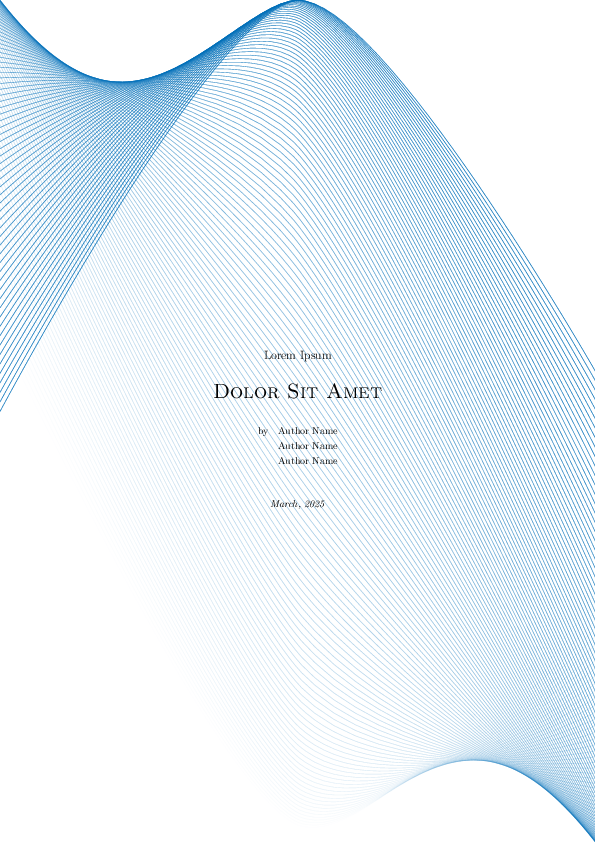 Lorem Ipsum
Dolor Sit Amet
by Author Name
Author Name
Author Name
March, 2025